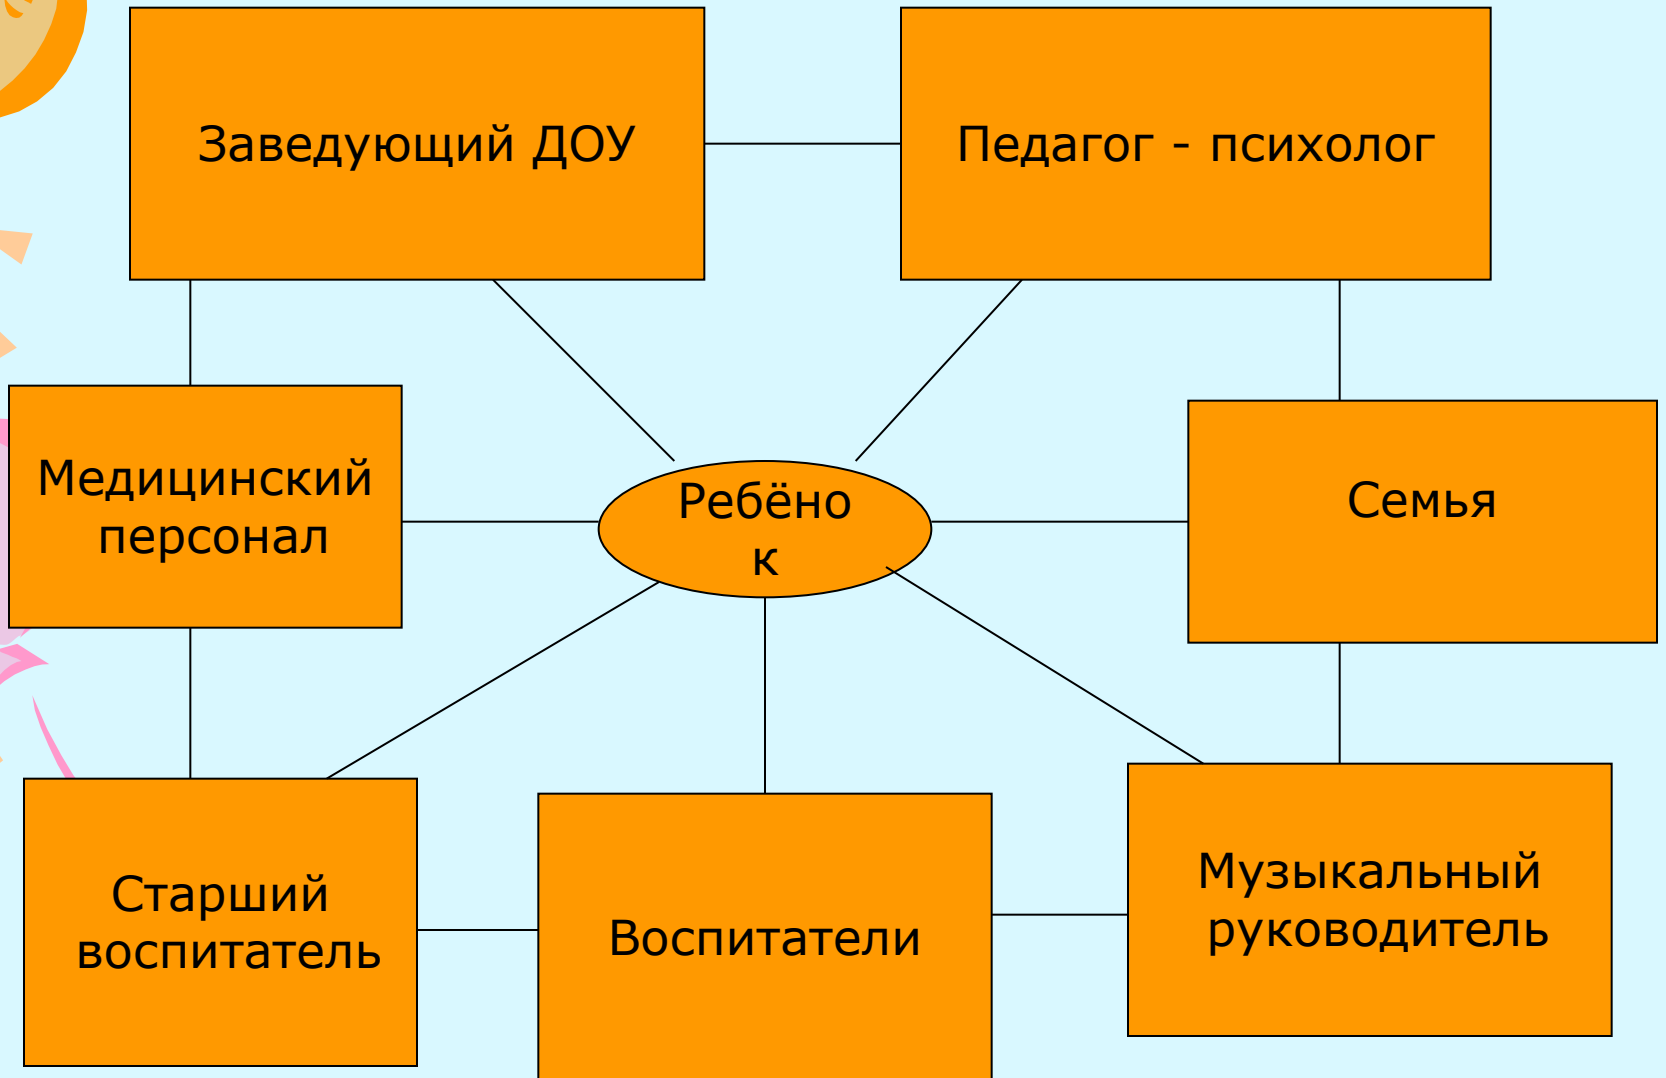 Заведующий ДОУ
Педагог - психолог
Медицинский
персонал
Ребёно
к
Семья
Старший
воспитатель
Воспитатели
Музыкальный
руководитель